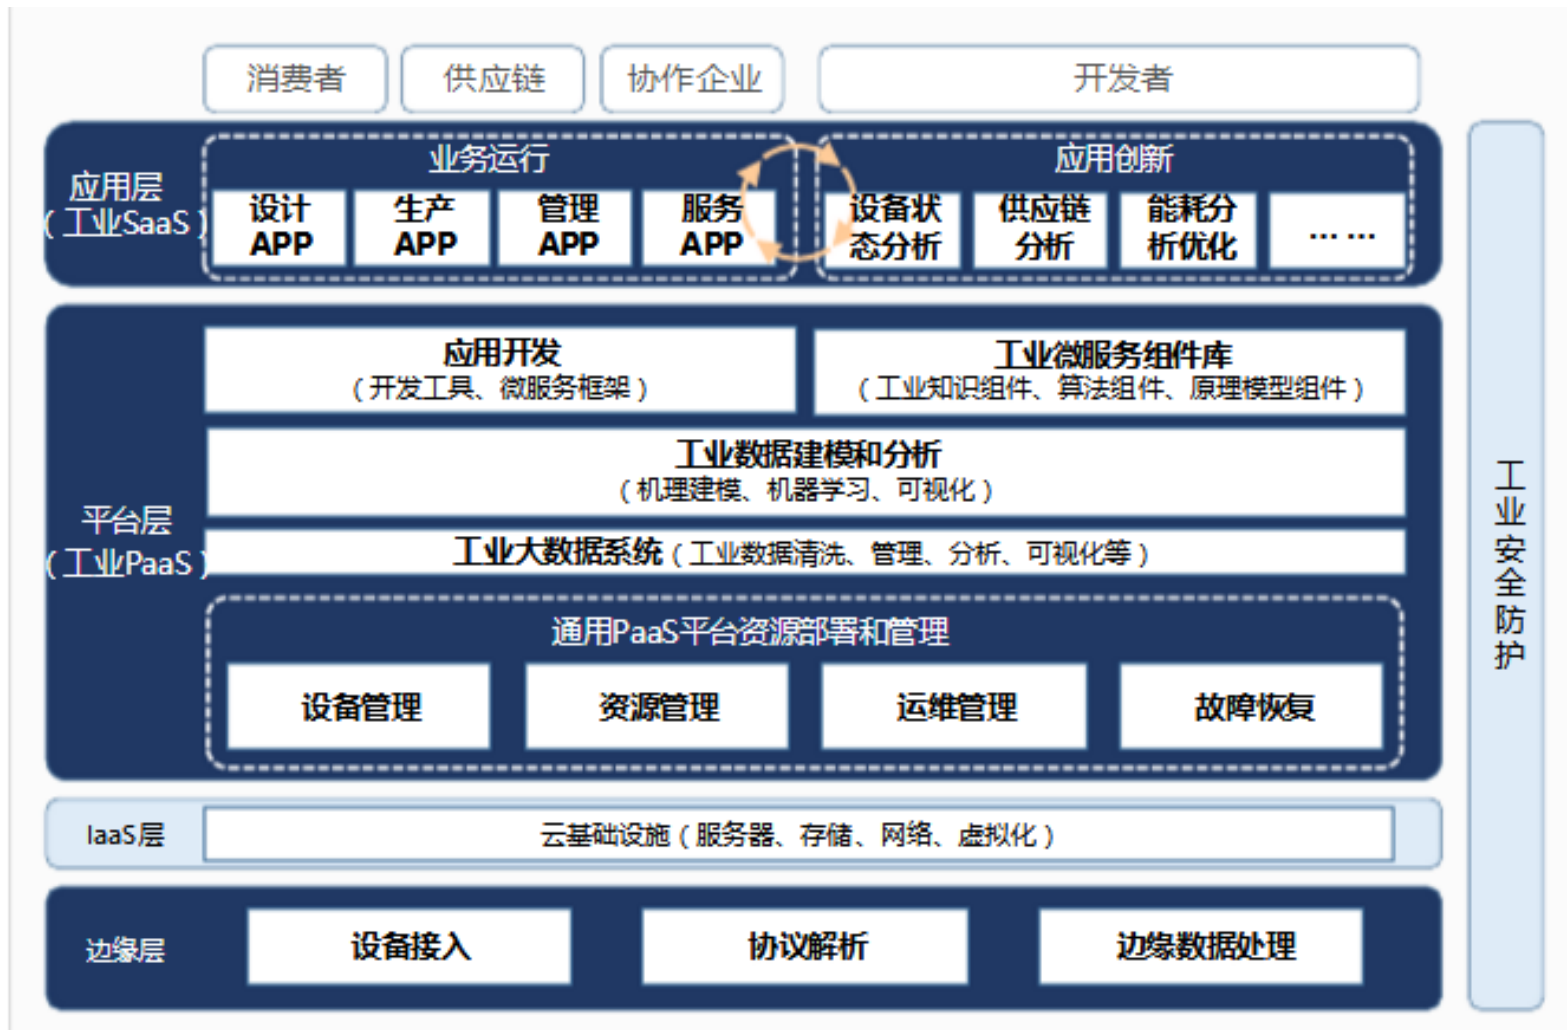 消费者
供应链
协作企业
开发者
应用层
（工业SaaS）
业务运行
设计
APP
生产
APP
管理
APP
服务
APP
应用创新
设备状
态分析
供应链
分析
能耗分
析优化
... ...
平台层
（工业PaaS）
应用开发
（开发工具、微服务框架）
工业微服务组件库
（工业知识组件、算法组件、原理模型组件）
工业数据建模和分析
（机理建模、机器学习、可视化）
工业大数据系统（工业数据清洗、管理、分析、可视化等）
通用PaaS平台资源部署和管理
设备管理
资源管理
运维管理
故障恢复
IaaS层
云基础设施（服务器、存储、网络、虚拟化）
边缘层
设备接入
协议解析
边缘数据处理
工业安全防护